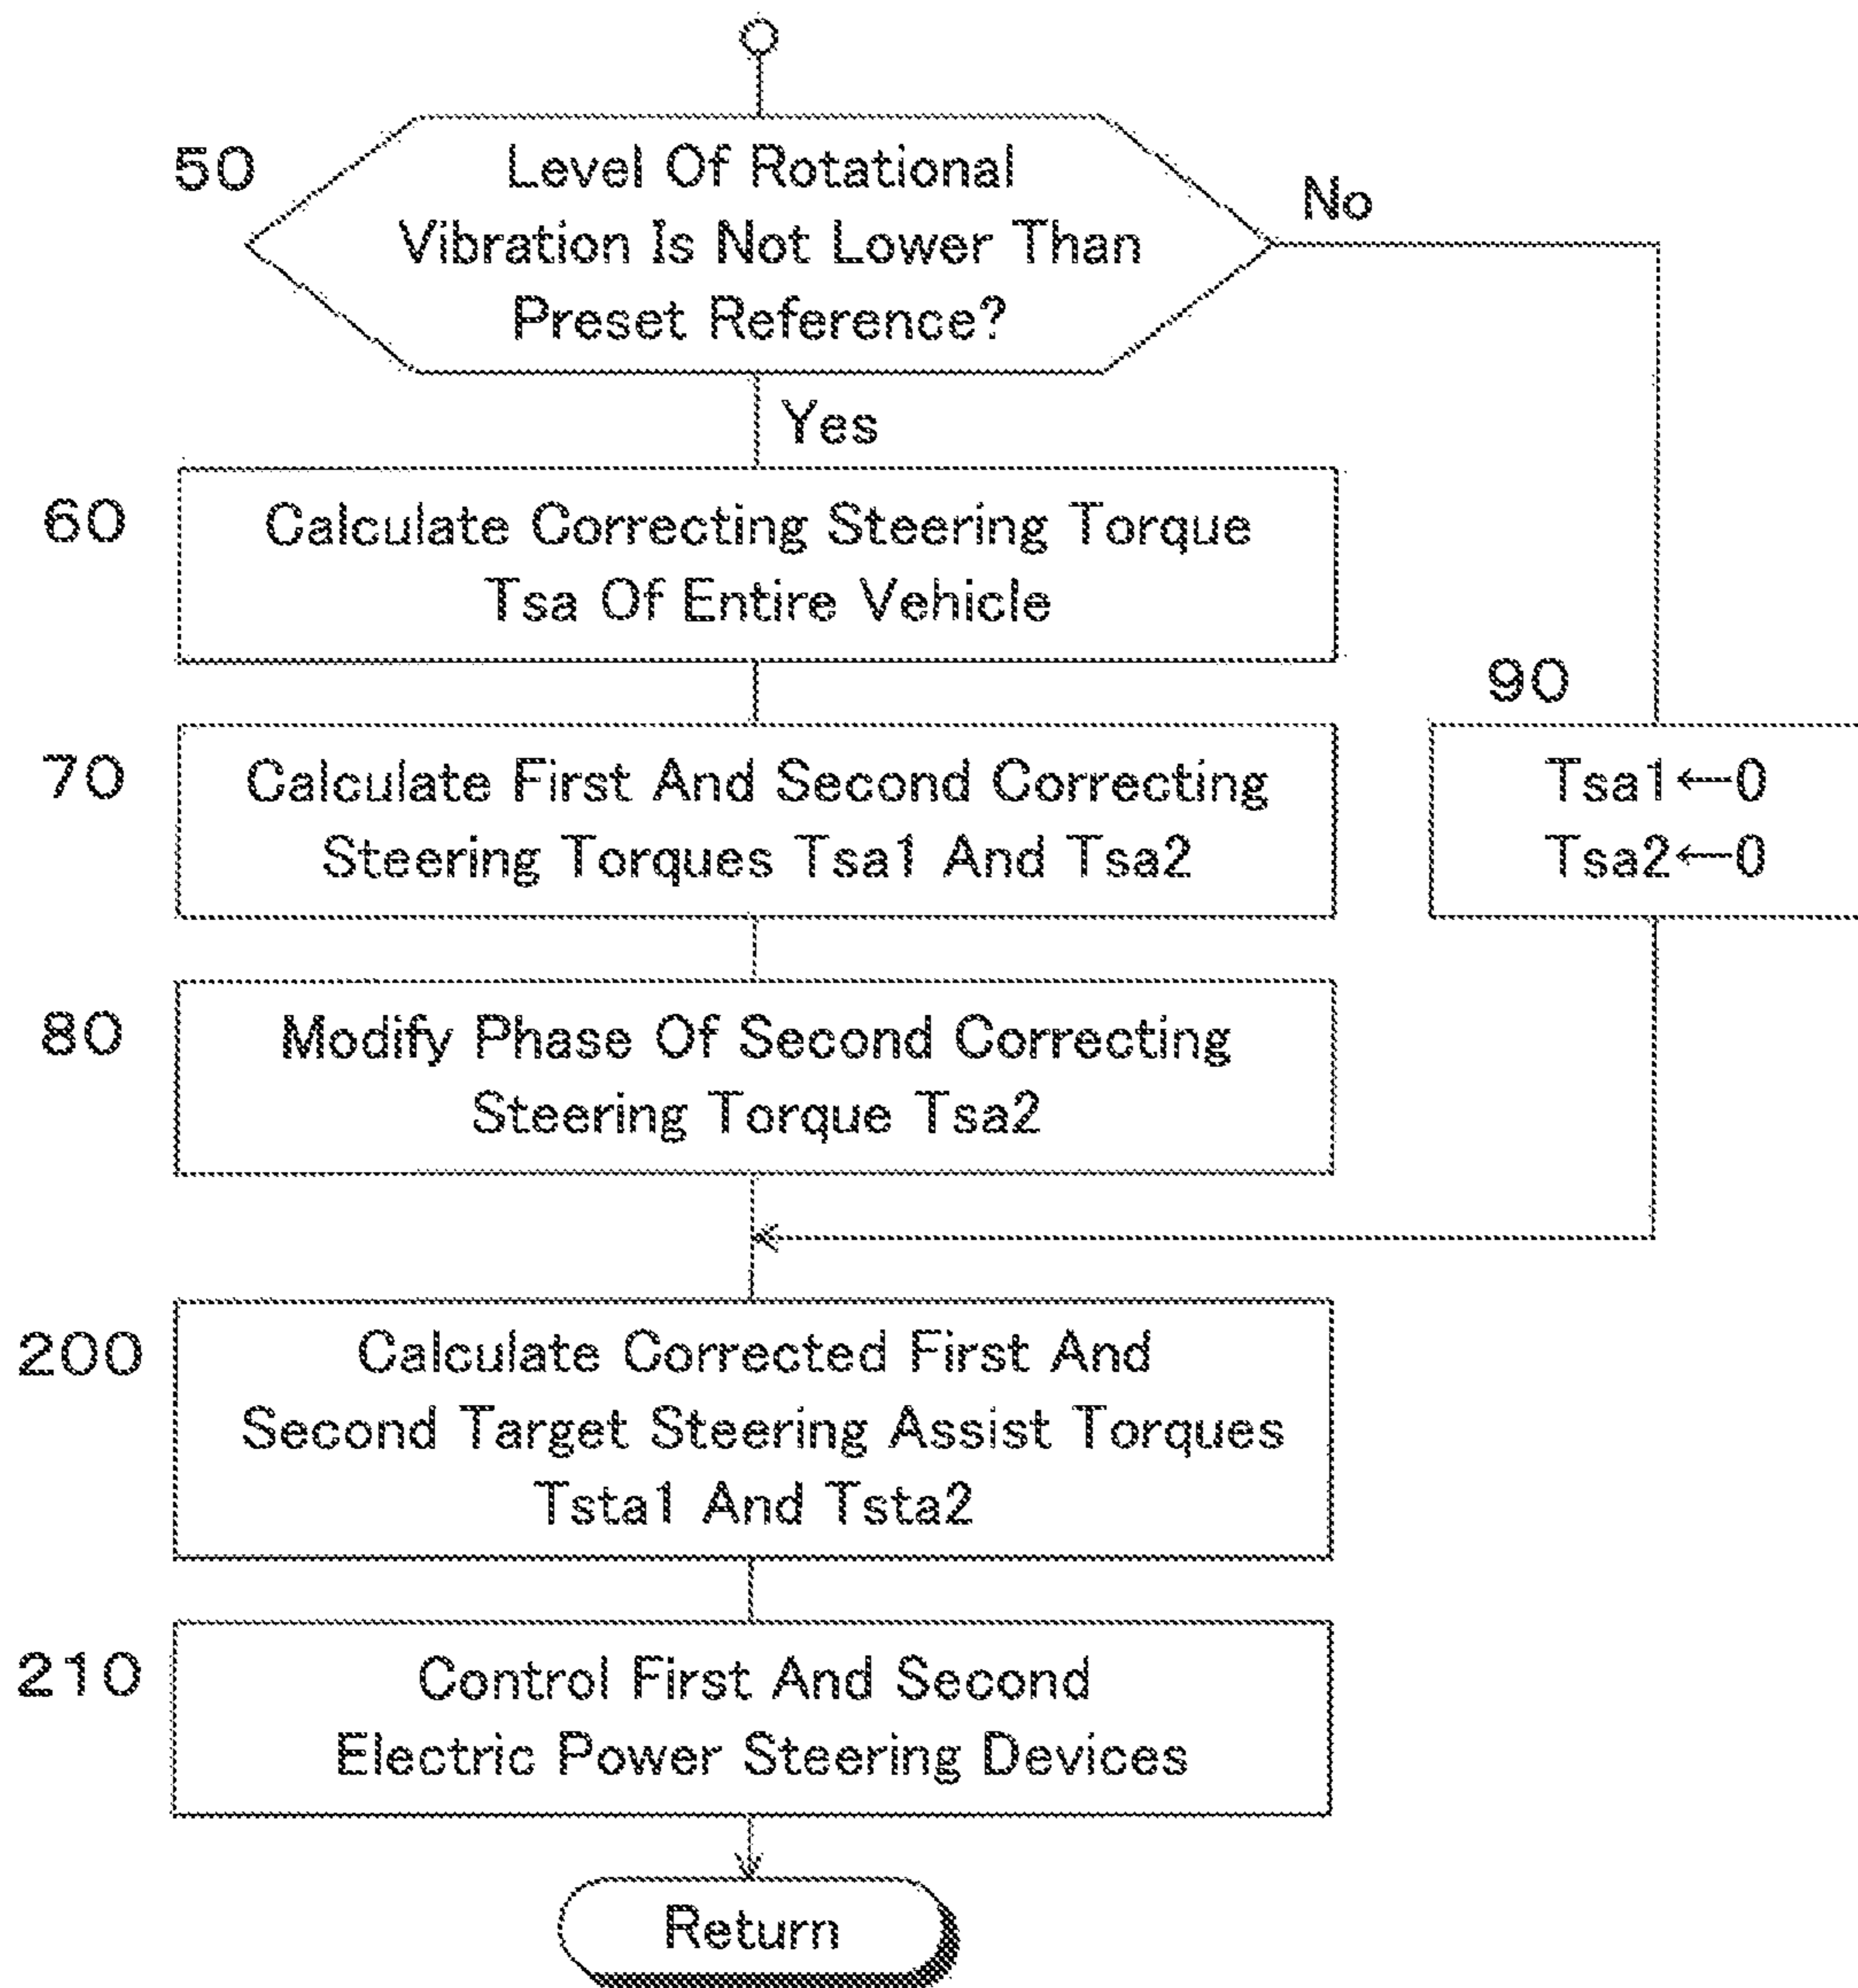 50
Level Of Rotational
Vibration Is Not Lower Than
Preset Reference?
No
Yes
60
Calculate Correcting Steering Torque
Tsa Of Entire Vehicle
70
Calculate First And Second Correcting
Steering Torques Tsa1 And Tsa2
90
Tsa1←0
Tsa2←0
80
Modify Phase Of Second Correcting
Steering Torque Tsa2
200
Calculate Corrected First And
Second Target Steering Assist Torques
Tsta1 And Tsta2
210
Control First And Second
Electric Power Steering Devices
Return